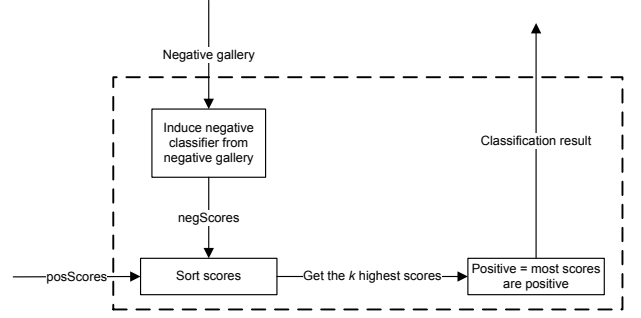 Negative gallery
Induce negative
classifier from
negative gallery
Classification result
negScores
posScores
Sort scores
Get the k highest scores
Positive = most scores
are positive